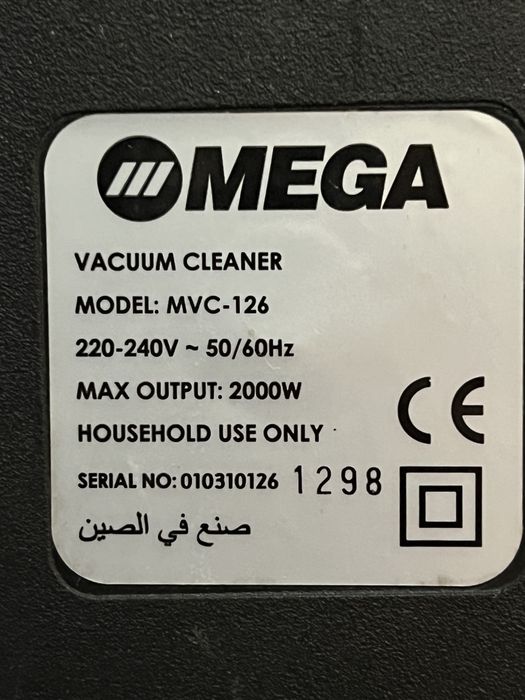 OMEGA
VACUUM CLEANER
MODEL: MVC-126
220-240V ~ 50/60Hz
MAX OUTPUT: 2000W
HOUSEHOLD USE ONLY
CE
SERIAL NO: 010310126 1298
صنع في الصين